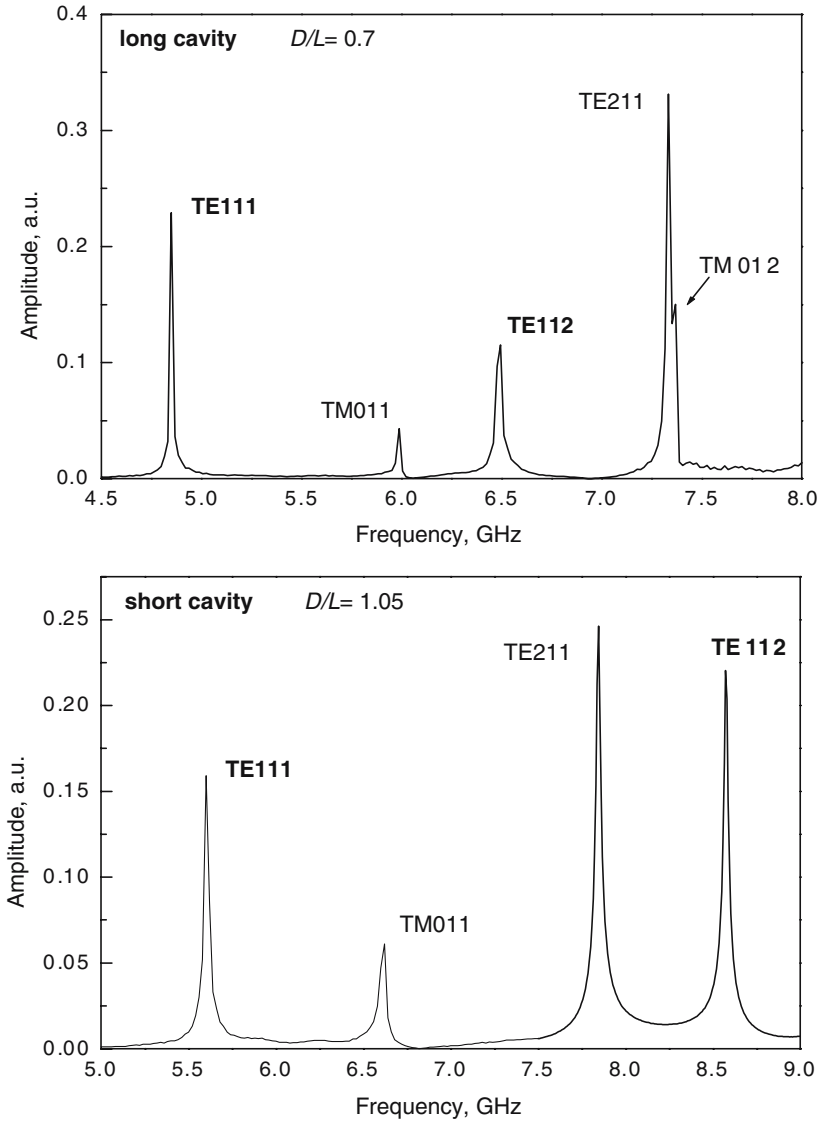 long cavity D/L= 0.7
0.4
0.3
0.2
0.1
0.0
Amplitude, a.u.
TE111
TM011
TE112
TE211
TM 01 2
4.5 5.0 5.5 6.0 6.5 7.0 7.5 8.0
Frequency, GHz
short cavity D/L= 1.05
0.25
0.20
0.15
0.10
0.05
0.00
Amplitude, a.u.
TE111
TM011
TE211
TE 11 2
5.0 5.5 6.0 6.5 7.0 7.5 8.0 8.5 9.0
Frequency, GHz